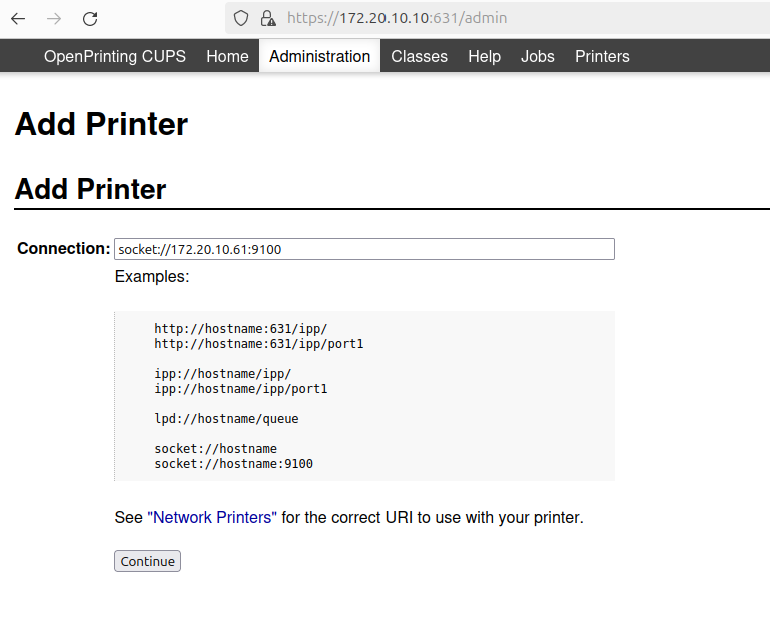 https://172.20.10.10:631/admin
OpenPrinting CUPS Home Administration Classes Help Jobs Printers
Add Printer
Add Printer
Connection: socket://172.20.10.61:9100
Examples:
http://hostname:631/ipp/
http://hostname:631/ipp/port1
ipp://hostname/ipp/
ipp://hostname/ipp/port1
lpd://hostname/queue
socket://hostname
socket://hostname:9100
See "Network Printers" for the correct URI to use with your printer.
Continue